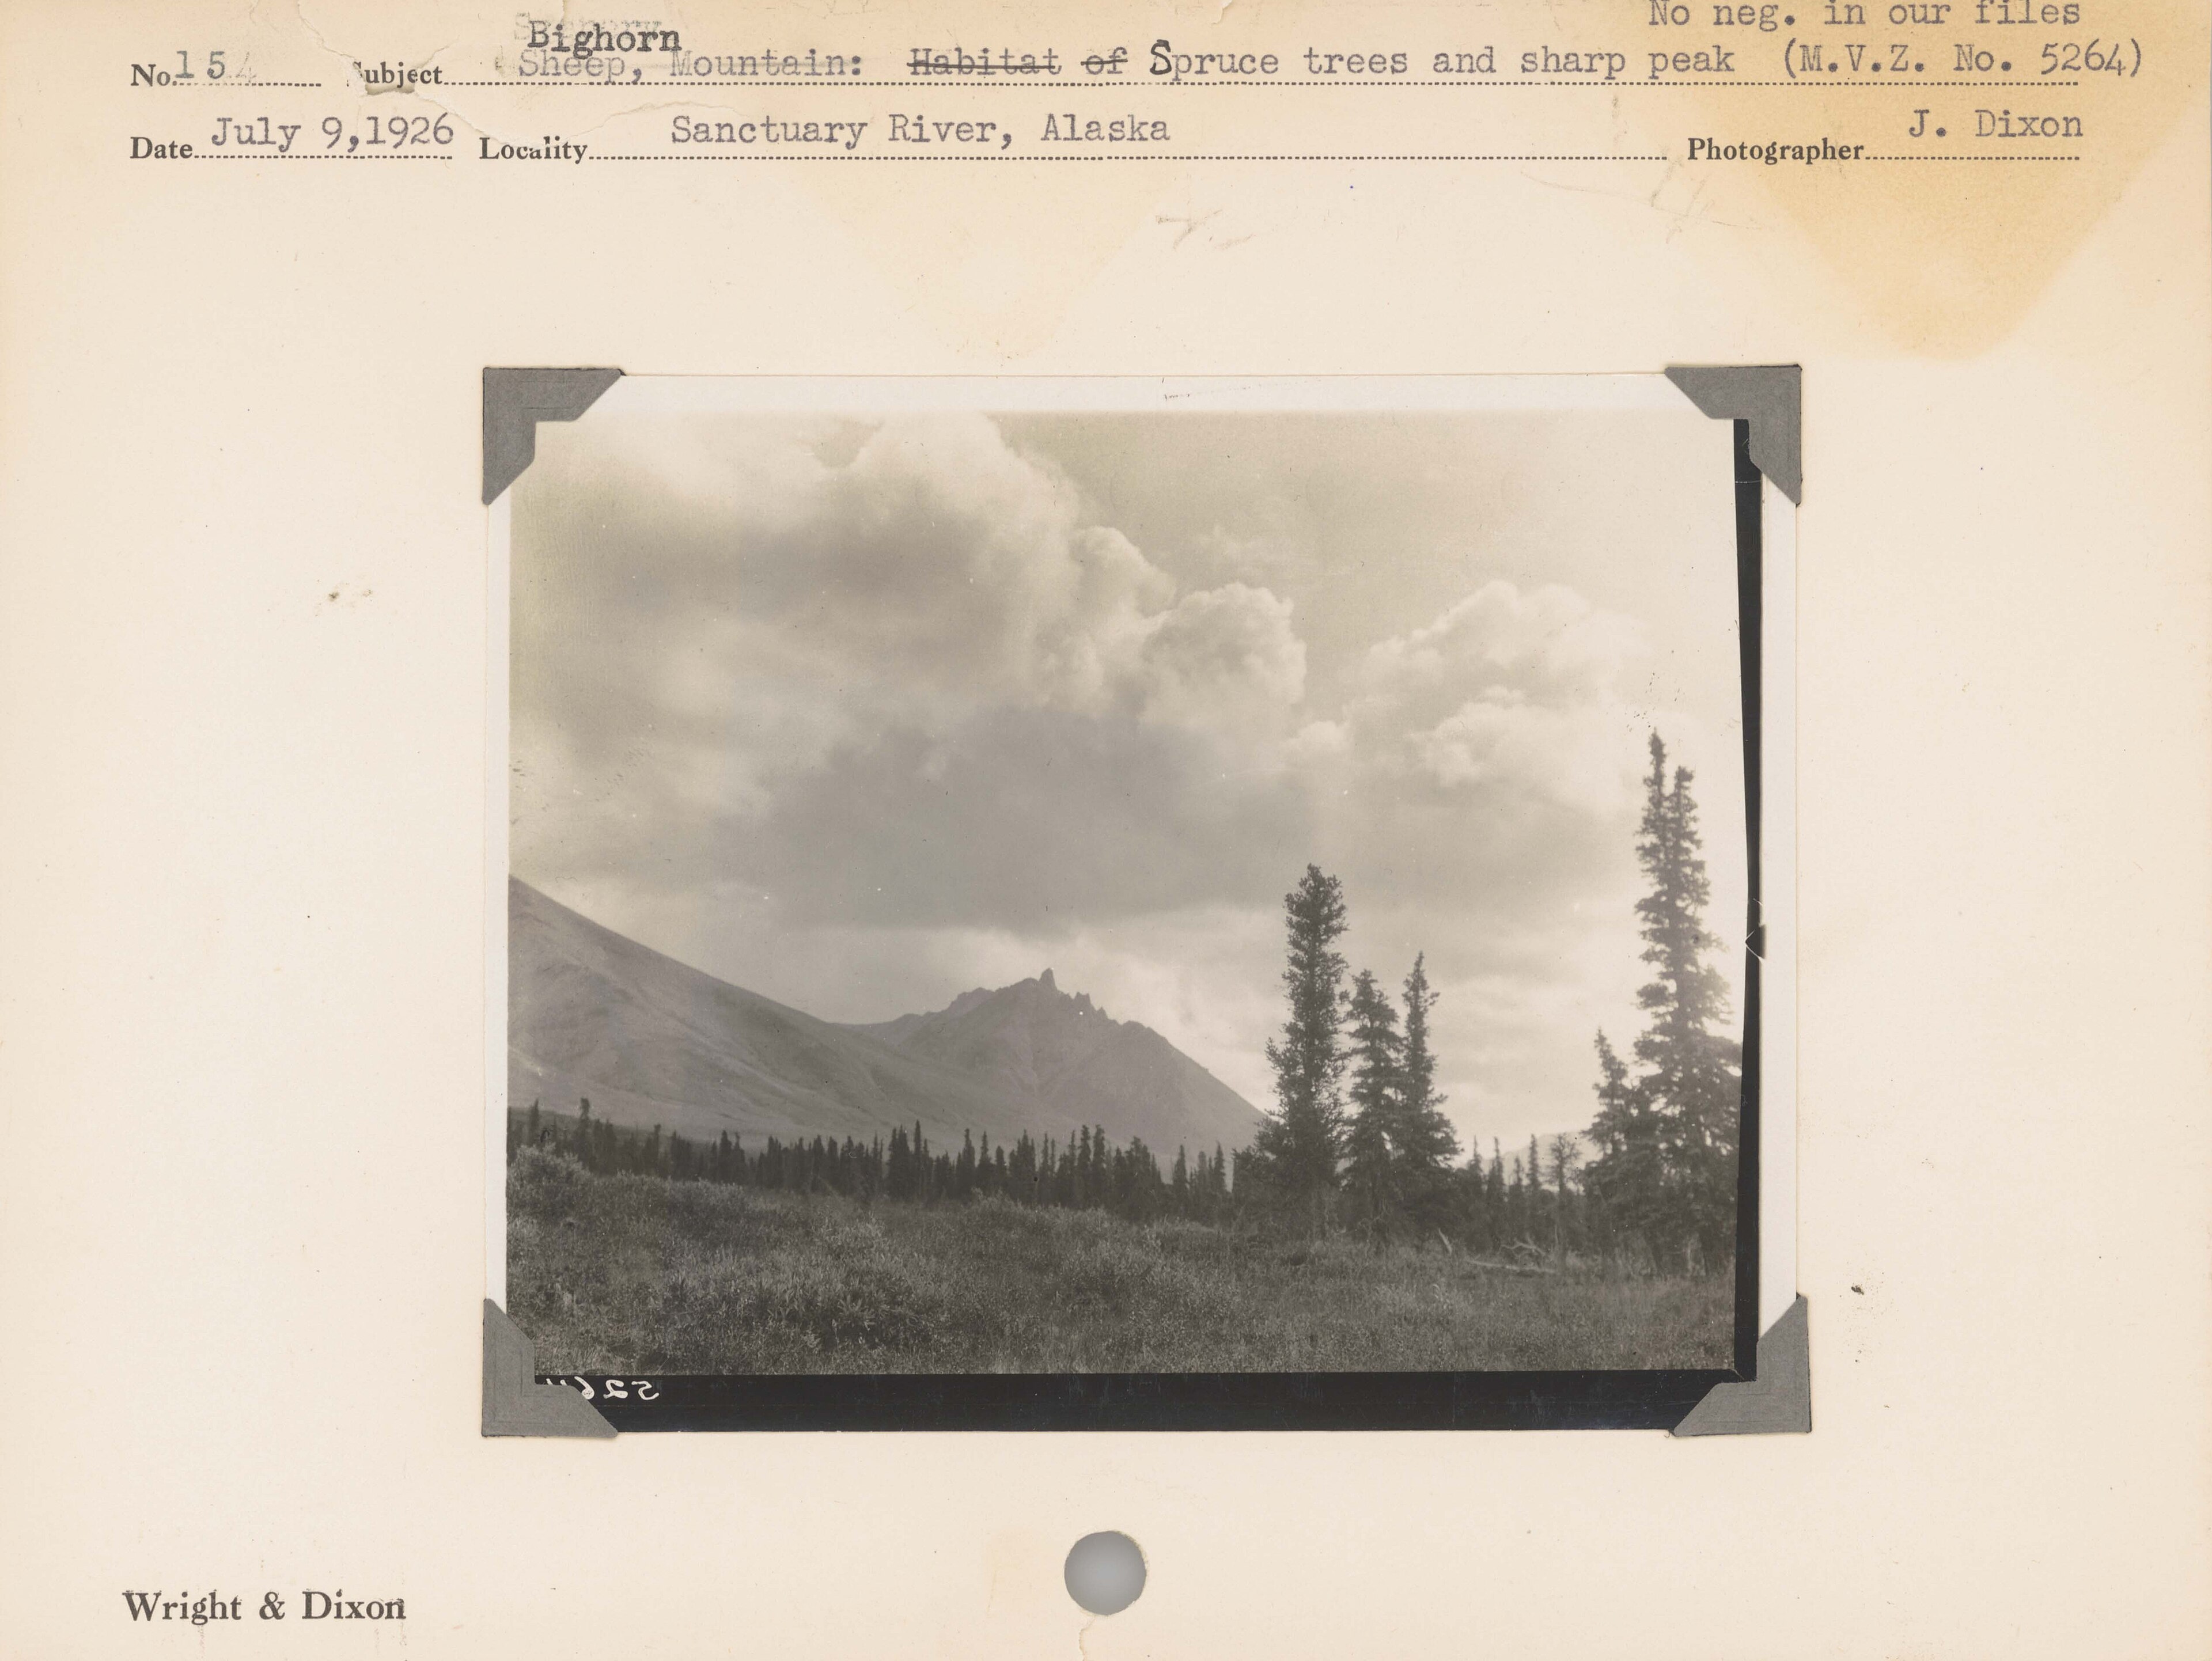 No neg. in our files
Bighorn
No. 154 Subject Sheep, Mountain: Habitat of Spruce trees and sharp peak (M.V.Z. No. 5264)
Date July 9,1926 Locality Sanctuary River, Alaska Photographer J. Dixon
5264
Wright & Dixon